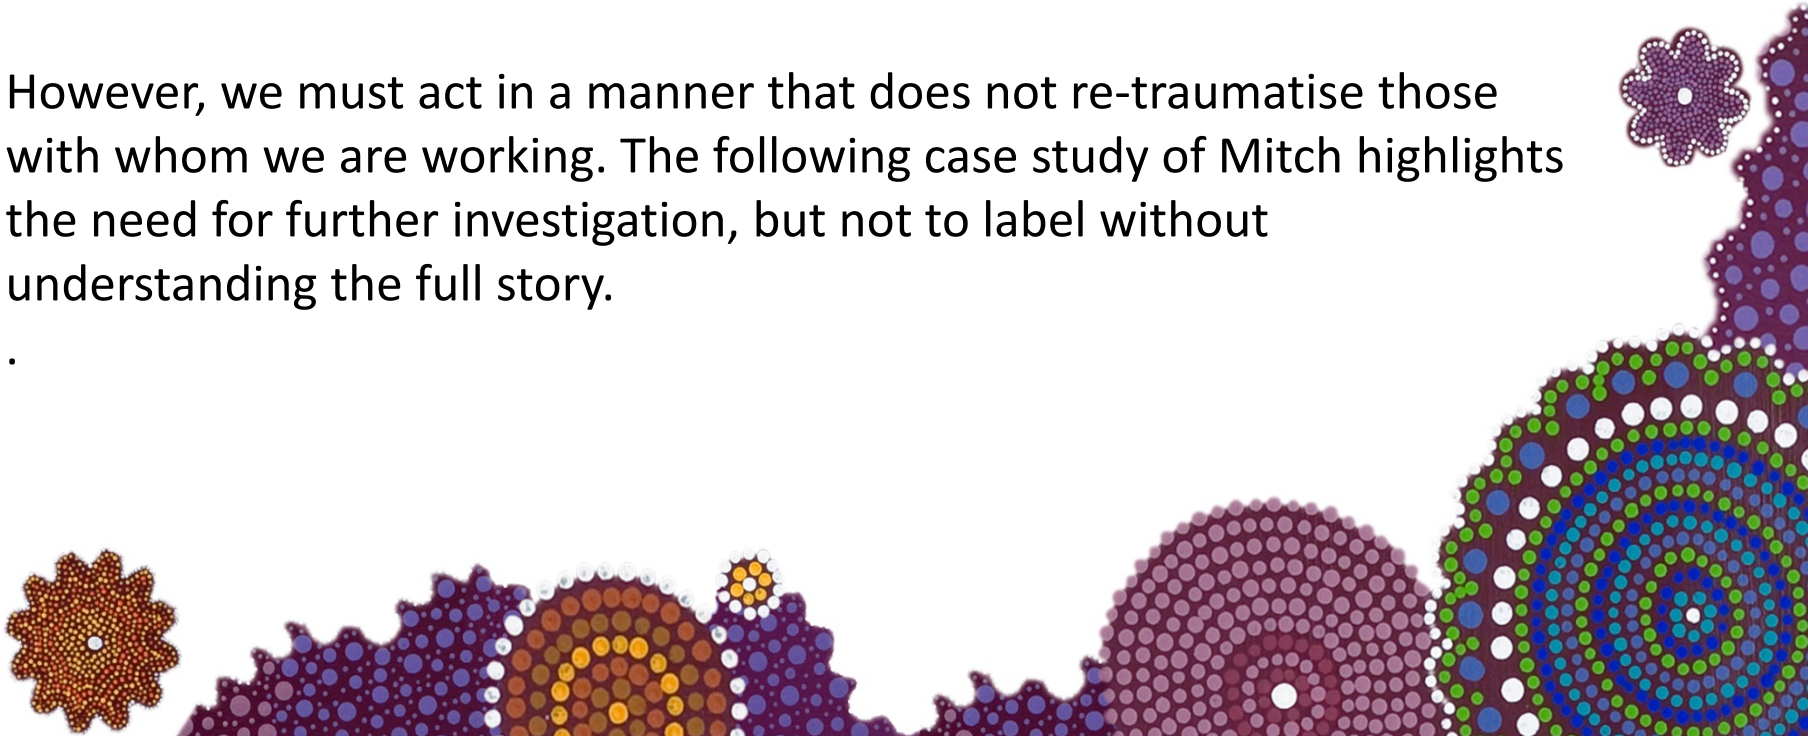 However, we must act in a manner that does not re-traumatise those
with whom we are working. The following case study of Mitch highlights
the need for further investigation, but not to label without
understanding the full story.
.